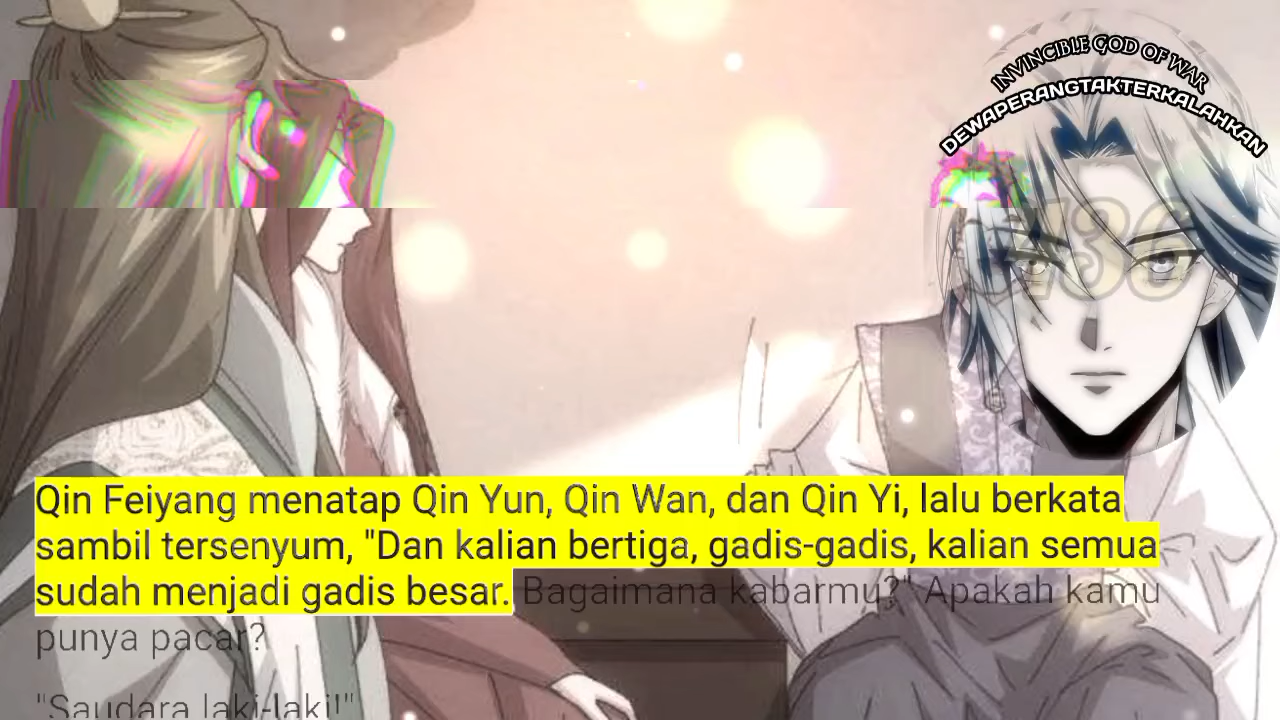 INVINCIBLE GOD OF WAR
DEWAPERANGTAKTERKALAHKAN
Qin Feiyang menatap Qin Yun, Qin Wan, dan Qin Yi, lalu berkata
sambil tersenyum, "Dan kalian bertiga, gadis-gadis, kalian semua
sudah menjadi gadis besar. Bagaimana kabarmu?" Apakah kamu
punya pacar?
"Saudara laki-laki!"